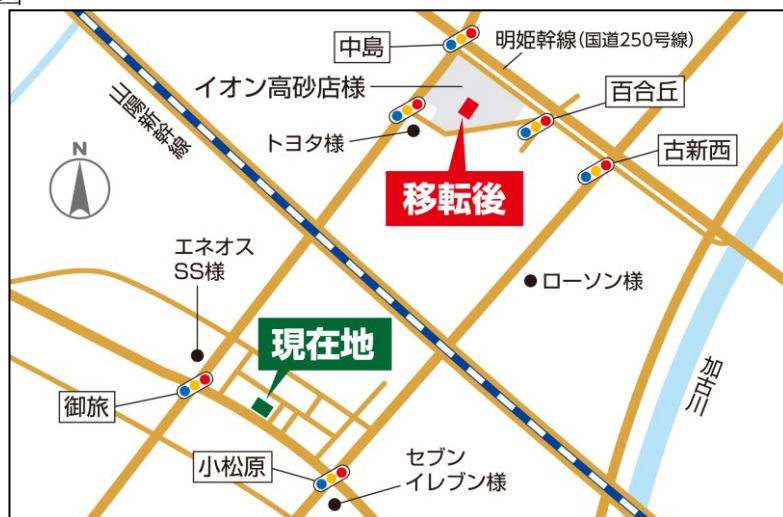 中島
明姫幹線(国道250号線)
イオン高砂店様
百合丘
山陽新幹線
トヨタ様
古新西
N
移転後
エネオス
SS様
ローソン様
現在地
加古川
御旅
小松原
セブン
イレブン様